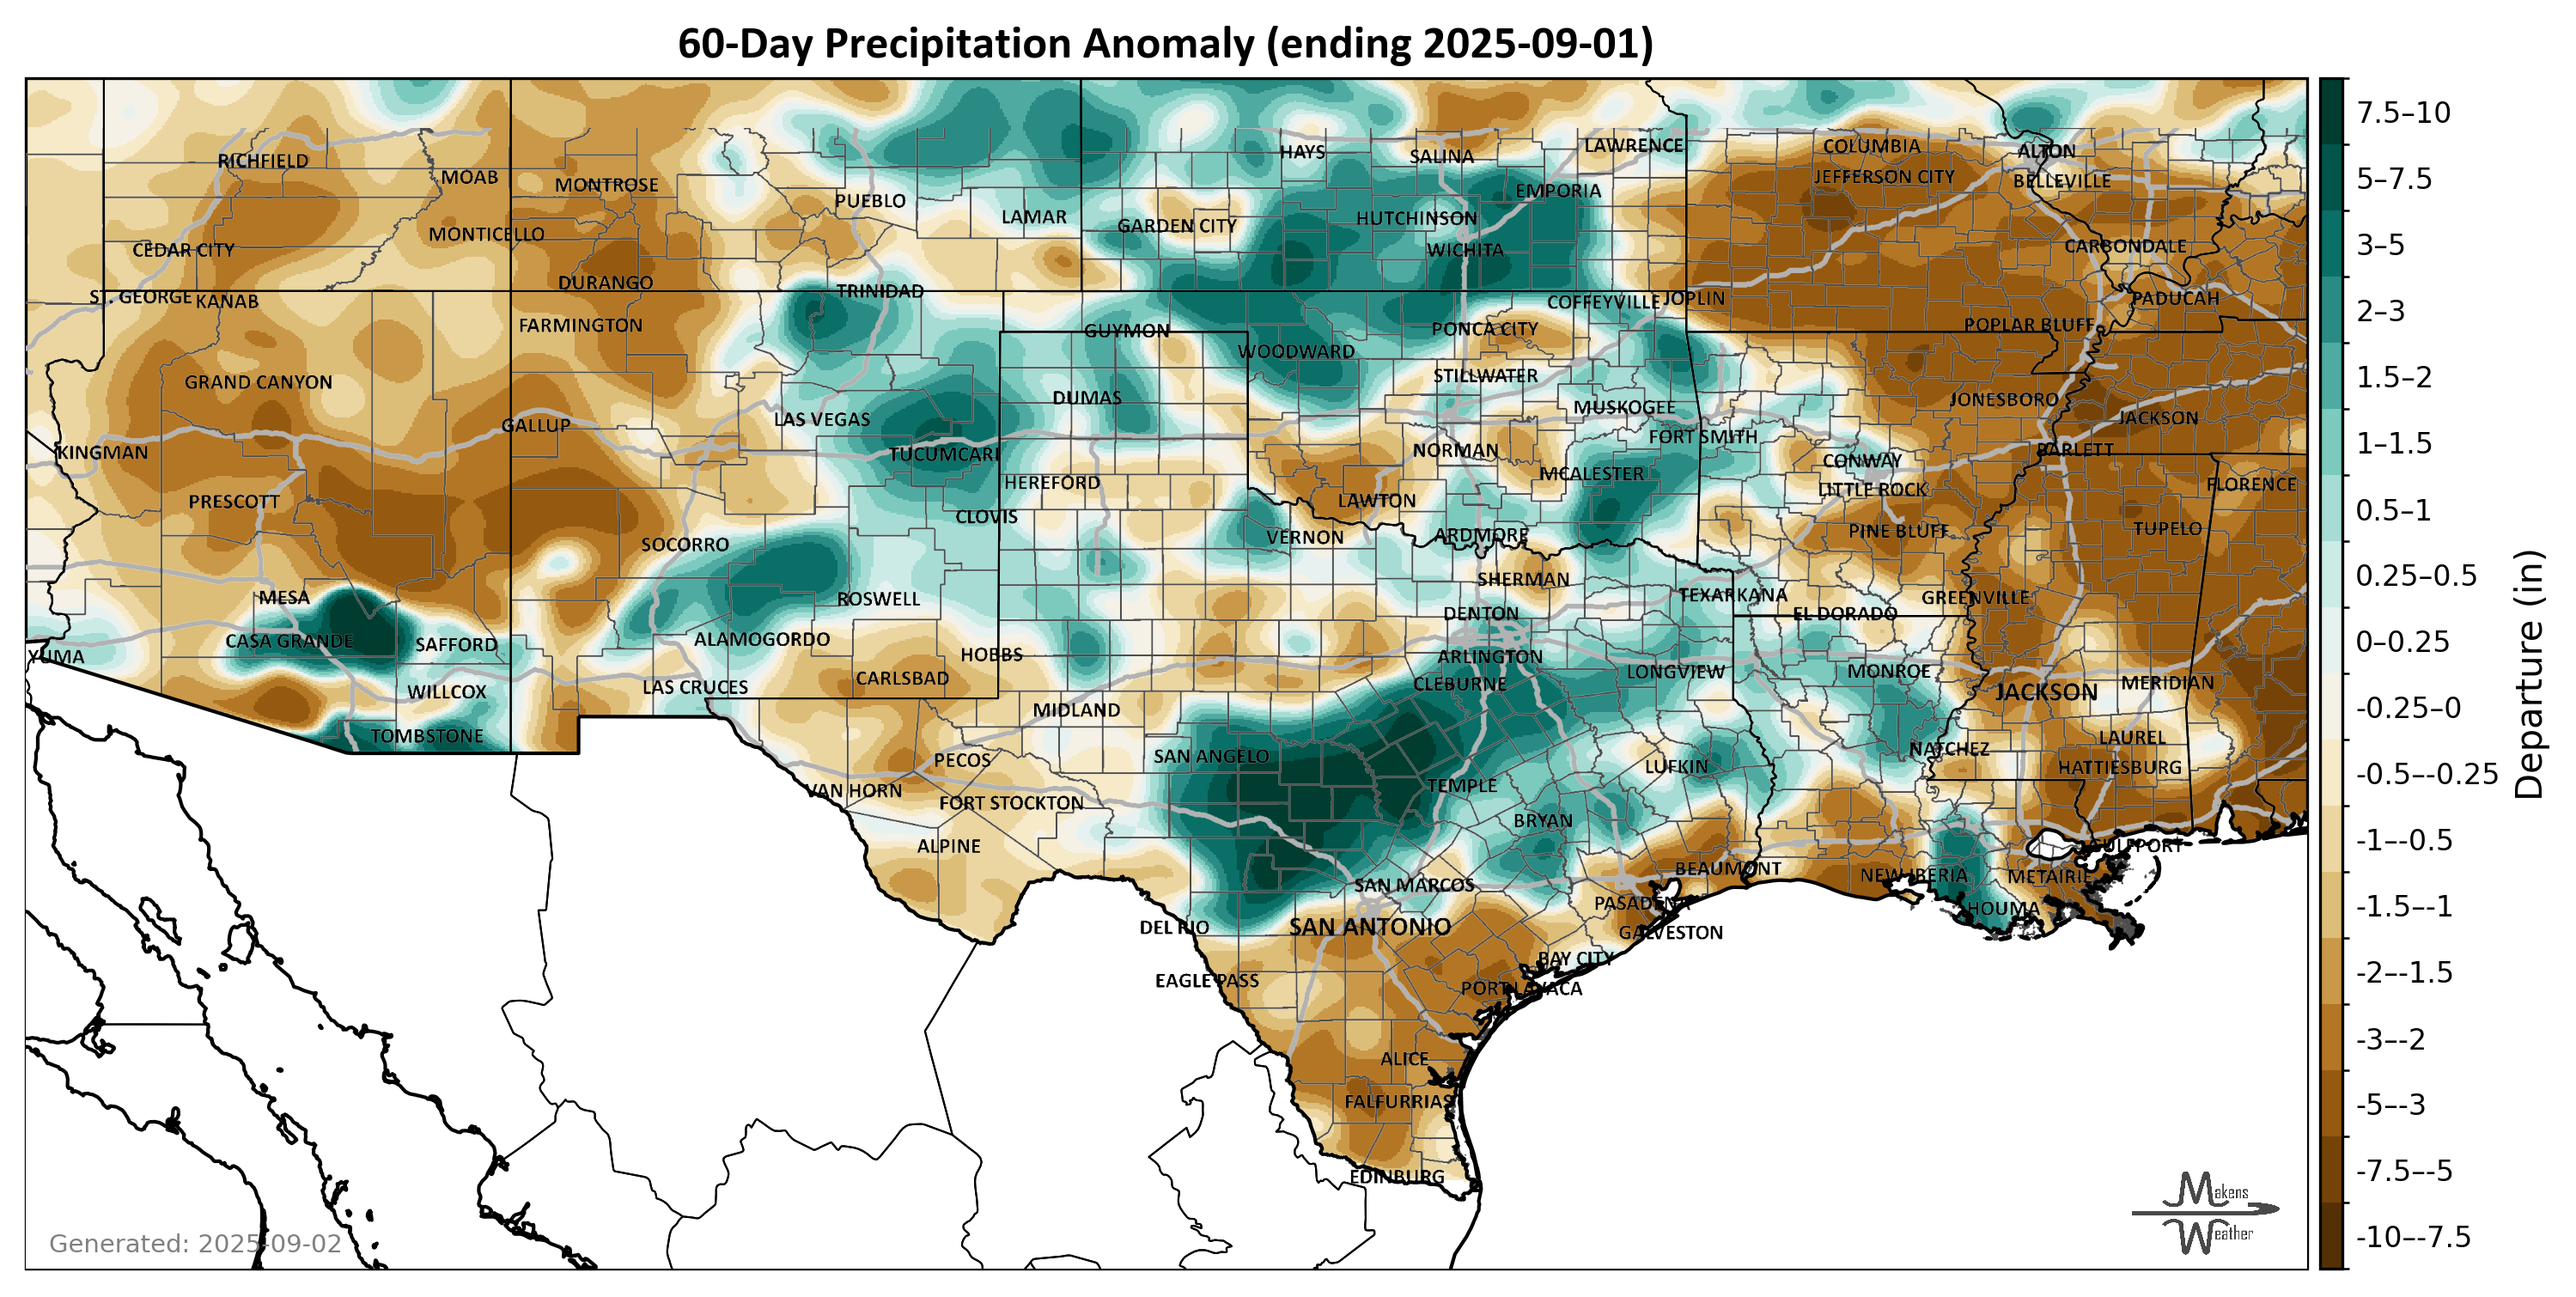 60-Day Precipitation Anomaly (ending 2025-09-01)
RICHFIELD
MOAB
MONTROSE
PUEBLO
LAMAR
HAYS
SALINA
LAWRENCE
COLUMBIA
ALTON
JEFFERSON CITY
BELLEVILLE
EMPORIA
HUTCHINSON
GARDEN CITY
WICHITA
CEDAR CITY
MONTICELLO
CARBONDALE
DURANGO
TRINIDAD
ST. GEORGE
KANAB
COFFEYVILLE
JOPLIN
PADUCAH
FARMINGTON
GUYMON
PONCA CITY
POPLAR BLUFF
WOODWARD
GRAND CANYON
STILLWATER
DUMAS
MUSKOGEE
JONESBORO
JACKSON
GALLUP
LAS VEGAS
FORT SMITH
KINGMAN
TUCUMCARI
NORMAN
BARLETT
CONWAY
MCALESTER
HEREFORD
LITTLE ROCK
FLORENCE
PRESCOTT
LAWTON
CLOVIS
PINE BLUFF
TUPELO
SOCORRO
VERNON
ARDMORE
SHERMAN
MESA
ROSWELL
TEXARKANA
GREENVILLE
DENTON
EL DORADO
CASA GRANDE
SAFFORD
ALAMOGORDO
YUMA
HOBBS
ARLINGTON
LONGVIEW
MONROE
CARLSBAD
CLEBURNE
MERIDIAN
WILLCOX
LAS CRUCES
JACKSON
MIDLAND
TOMBSTONE
LAUREL
NATCHEZ
SAN ANGELO
PECOS
LUFKIN
HATTIESBURG
TEMPLE
VAN HORN
FORT STOCKTON
BRYAN
ALPINE
GULFPORT
BEAUMONT
NEW IBERIA
METAIRIE
SAN MARCOS
PASADENA
HOUMA
DEL RIO
SAN ANTONIO
GALVESTON
BAY CITY
EAGLE PASS
PORT LAVACA
ALICE
FALFURRIAS
EDINBURG
Generated: 2025-09-02
Makens
Weather
7.5–10
5–7.5
3–5
2–3
1.5–2
1–1.5
0.5–1
0.25–0.5
0–0.25
-0.25–0
-0.5–-0.25
-1–-0.5
-1.5–-1
-2–-1.5
-3–-2
-5–-3
-7.5–-5
-10–-7.5
Departure (in)